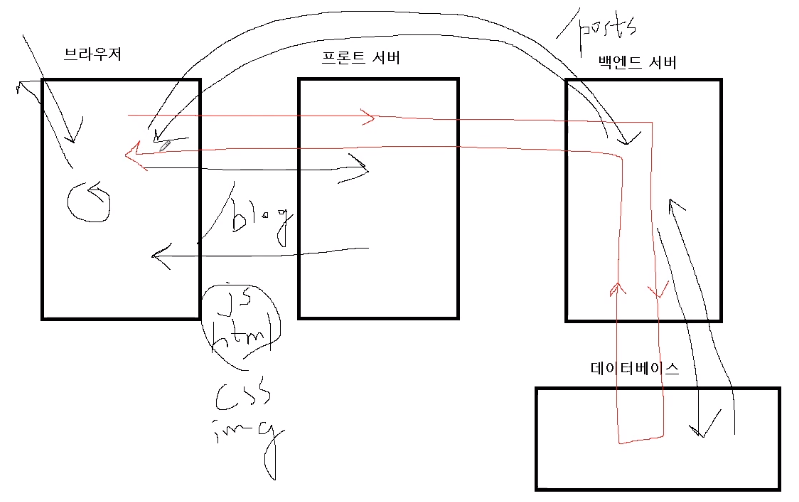 /posts
브라우저
프론트 서버
백엔드 서버
/blog
js
html
css
img
데이터베이스